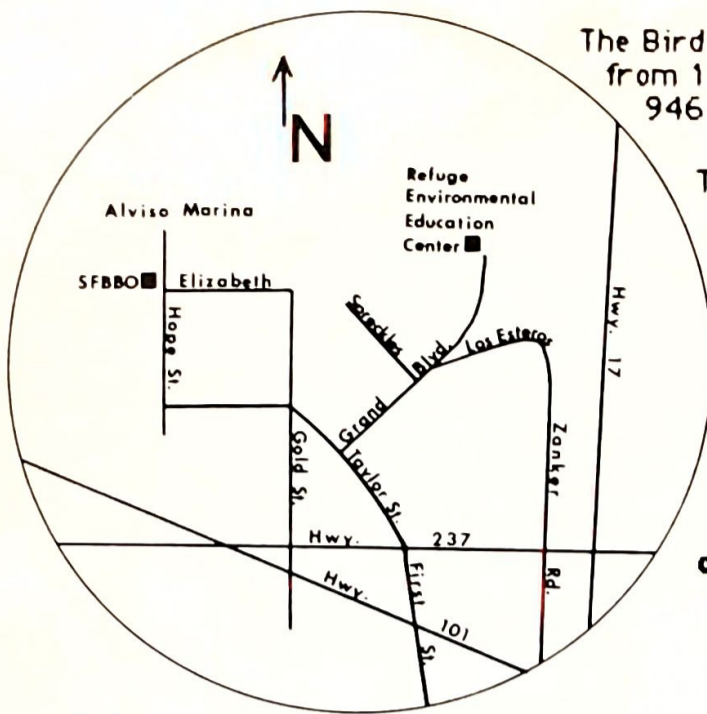 The Bird
from 1
946
T
N
Refuge
Environmental
Education
Center
Alviso Marina
SFBBO
Elizabeth
Hope St.
Spreckles
Blvd.
Los Esteros
Hwy. 17
Grand
Taylor St.
Zanker
Rd.
Gold St.
Hwy. 237
Hwy. 101
First St.